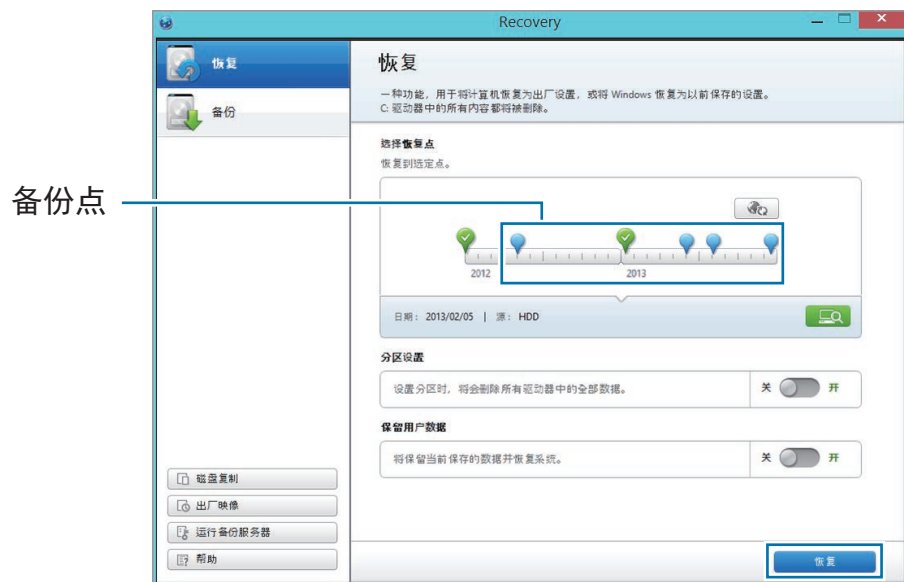 Recovery
恢复
备份
恢复
一种功能，用于将计算机恢复为出厂设置，或将 Windows 恢复为以前保存的设置。
C: 驱动器中的所有内容都将被删除。
选择恢复点
恢复到选定点。
备份点
2012
2013
日期： 2013/02/05 | 源： HDD
分区设置
设置分区时，将会删除所有驱动器中的全部数据。
关 开
保留用户数据
将保留当前保存的数据并恢复系统。
关 开
磁盘复制
出厂映像
运行备份服务器
帮助
恢复